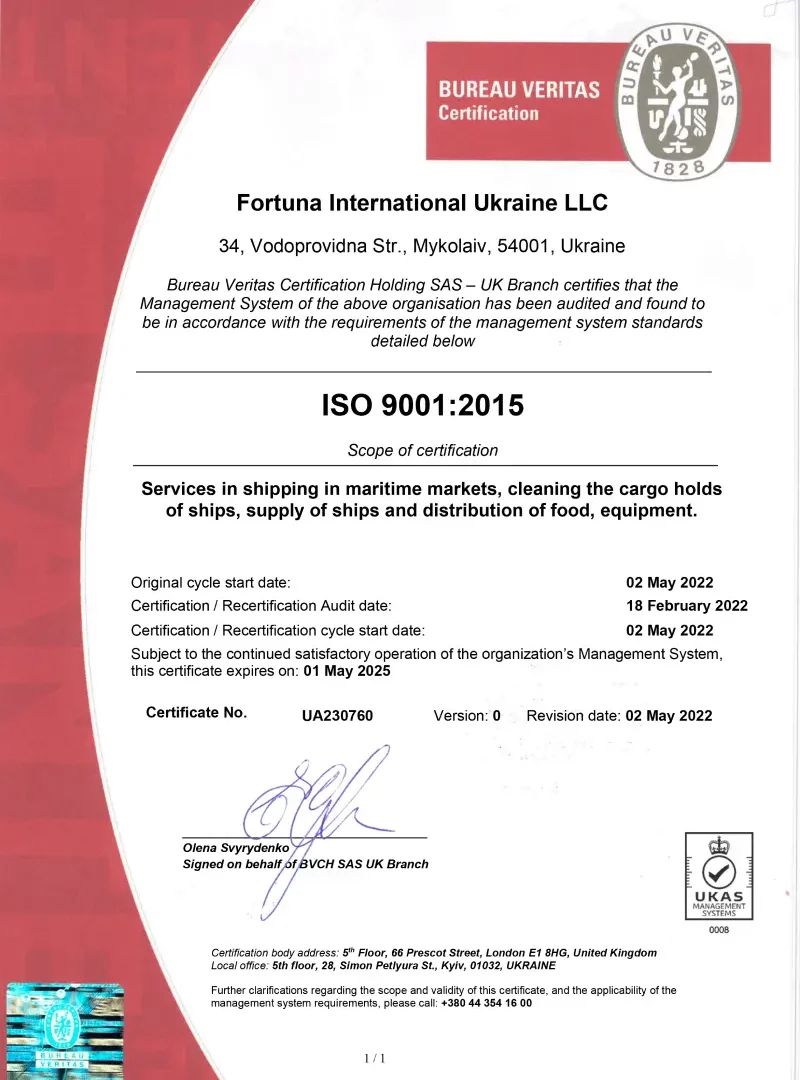 BUREAU VERITAS
Certification
BUREAU VERITAS
1828
Fortuna International Ukraine LLC
34, Vodoprovidna Str., Mykolaiv, 54001, Ukraine
Bureau Veritas Certification Holding SAS – UK Branch certifies that the
Management System of the above organisation has been audited and found to
be in accordance with the requirements of the management system standards
detailed below
ISO 9001:2015
Scope of certification
Services in shipping in maritime markets, cleaning the cargo holds
of ships, supply of ships and distribution of food, equipment.
Original cycle start date: 02 May 2022
Certification / Recertification Audit date: 18 February 2022
Certification / Recertification cycle start date: 02 May 2022
Subject to the continued satisfactory operation of the organization’s Management System,
this certificate expires on: 01 May 2025
Certificate No. UA230760 Version: 0 Revision date: 02 May 2022
Olena Svyrydenko
Signed on behalf of BVCH SAS UK Branch
UKAS
MANAGEMENT
SYSTEMS
0008
Certification body address: 5th Floor, 66 Prescot Street, London E1 8HG, United Kingdom
Local office: 5th floor, 28, Simon Petlyura St., Kyiv, 01032, UKRAINE
Further clarifications regarding the scope and validity of this certificate, and the applicability of the
management system requirements, please call: +380 44 354 16 00
BUREAU
VERITAS
1 / 1